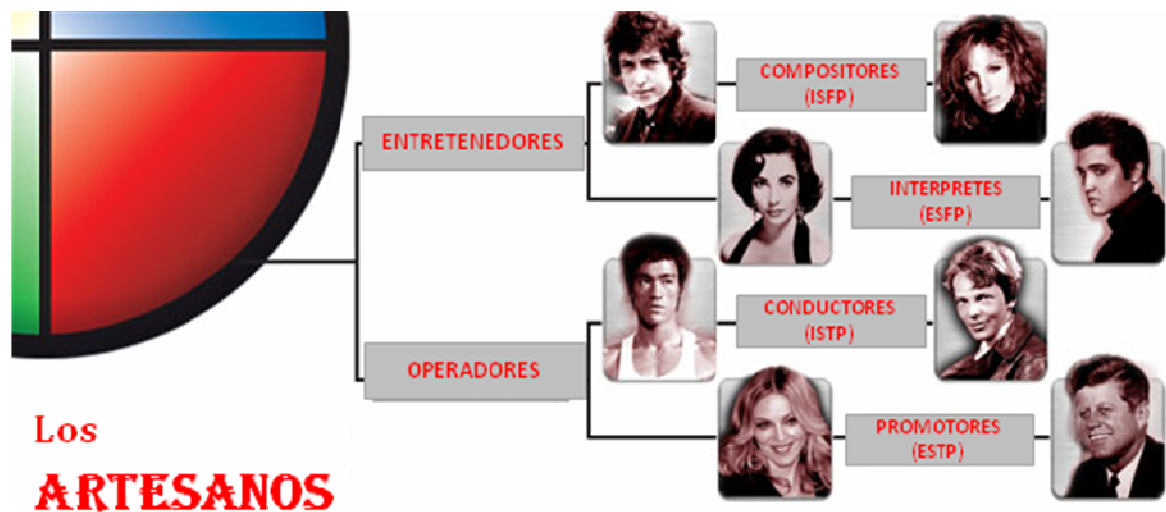 COMPOSITORES
(ISFP)
ENTRETENEDORES
INTERPRETES
(ESFP)
CONDUCTORES
(ISTP)
OPERADORES
PROMOTORES
(ESTP)
Los
ARTESANOS